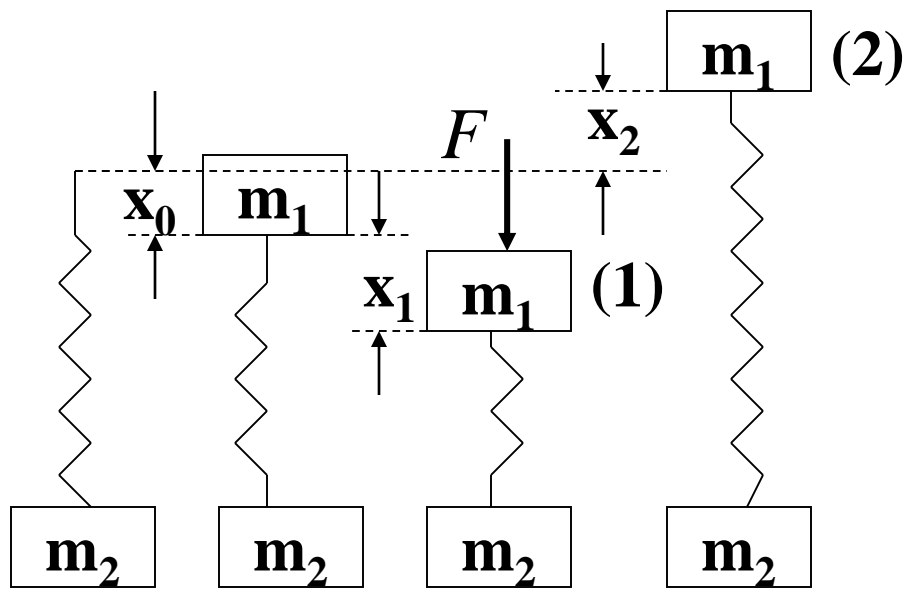 m₁ (2)
F x₂
x₀ m₁
x₁ m₁ (1)
m₂ m₂ m₂ m₂